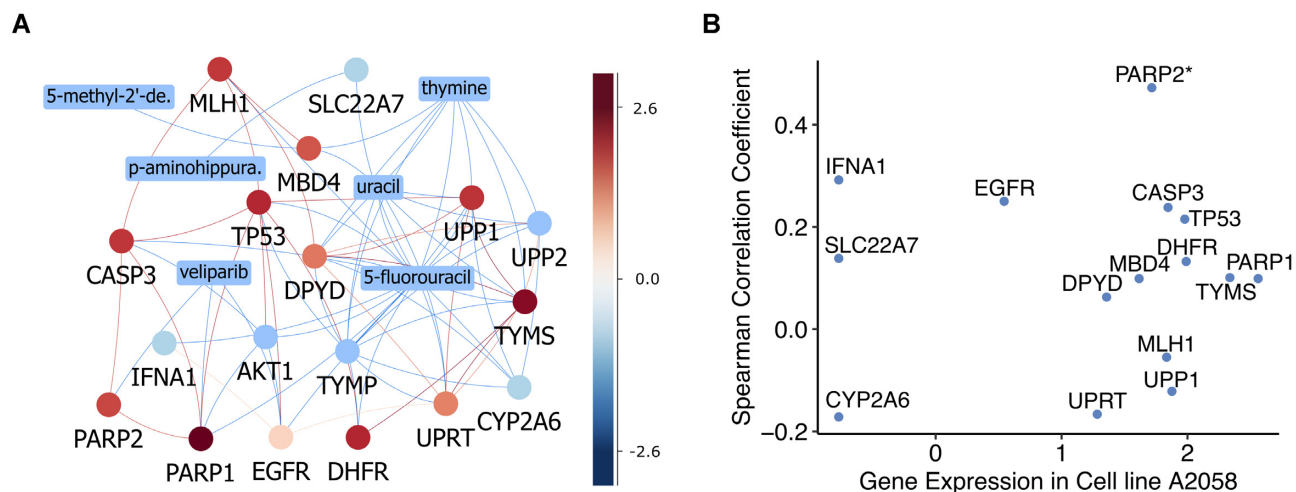 A
5-methyl-2'-de.
MLH1
SLC22A7
thymine
p-aminohippura.
MBD4
uracil
TP53
UPP1
UPP2
CASP3
veliparib
DPYD
5-fluorouracil
TYMS
IFNA1
AKT1
TYMP
CYP2A6
PARP2
PARP1
EGFR
DHFR
UPRT
2.6
0.0
-2.6
B
Spearman Correlation Coefficient
0.4
0.2
0.0
−0.2
PARP2*
IFNA1
EGFR
CASP3
TP53
SLC22A7
DHFR
MBD4
PARP1
DPYD
TYMS
MLH1
UPP1
CYP2A6
UPRT
0 1 2
Gene Expression in Cell line A2058